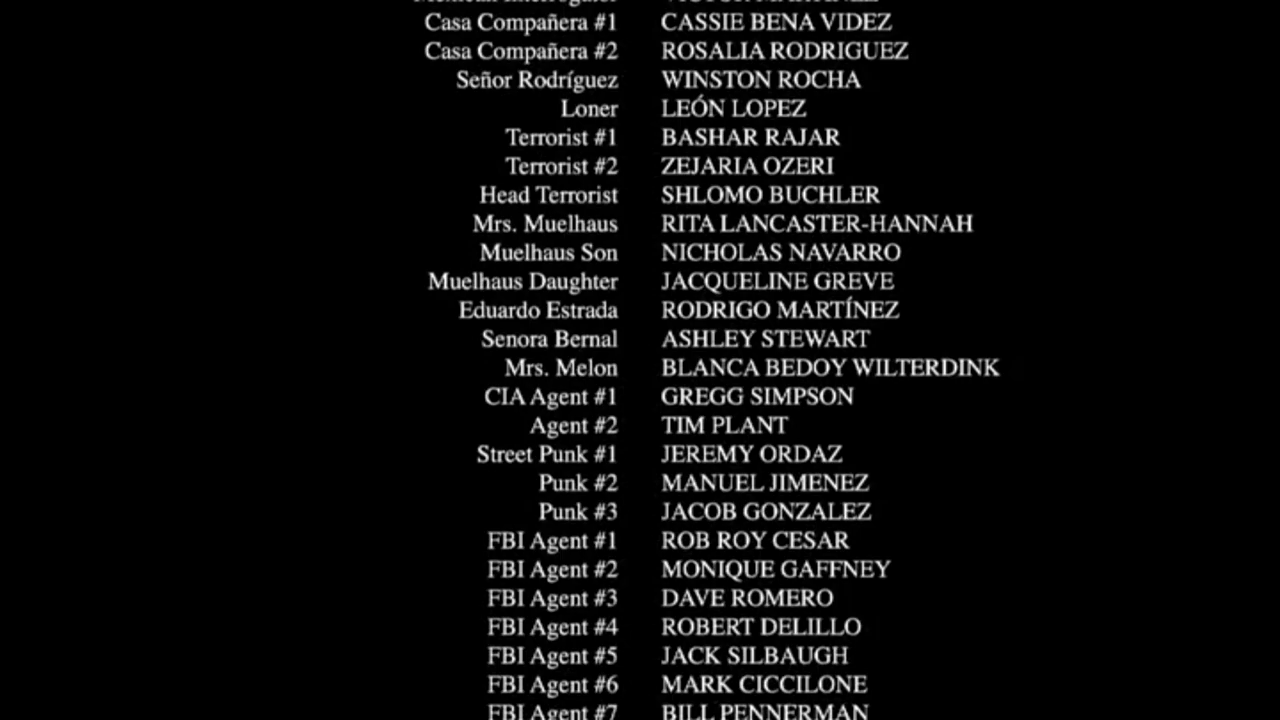 Casa Compañera #1 CASSIE BENA VIDEZ
Casa Compañera #2 ROSALIA RODRIGUEZ
Señor Rodríguez WINSTON ROCHA
Loner LEÓN LOPEZ
Terrorist #1 BASHAR RAJAR
Terrorist #2 ZEJARIA OZERI
Head Terrorist SHLOMO BUCHLER
Mrs. Muelhaus RITA LANCASTER-HANNAH
Muelhaus Son NICHOLAS NAVARRO
Muelhaus Daughter JACQUELINE GREVE
Eduardo Estrada RODRIGO MARTÍNEZ
Senora Bernal ASHLEY STEWART
Mrs. Melon BLANCA BEDOY WILTERDINK
CIA Agent #1 GREGG SIMPSON
Agent #2 TIM PLANT
Street Punk #1 JEREMY ORDAZ
Punk #2 MANUEL JIMENEZ
Punk #3 JACOB GONZALEZ
FBI Agent #1 ROB ROY CESAR
FBI Agent #2 MONIQUE GAFFNEY
FBI Agent #3 DAVE ROMERO
FBI Agent #4 ROBERT DELILLO
FBI Agent #5 JACK SILBAUGH
FBI Agent #6 MARK CICCILONE
FBI Agent #7 BILL PENNERMAN